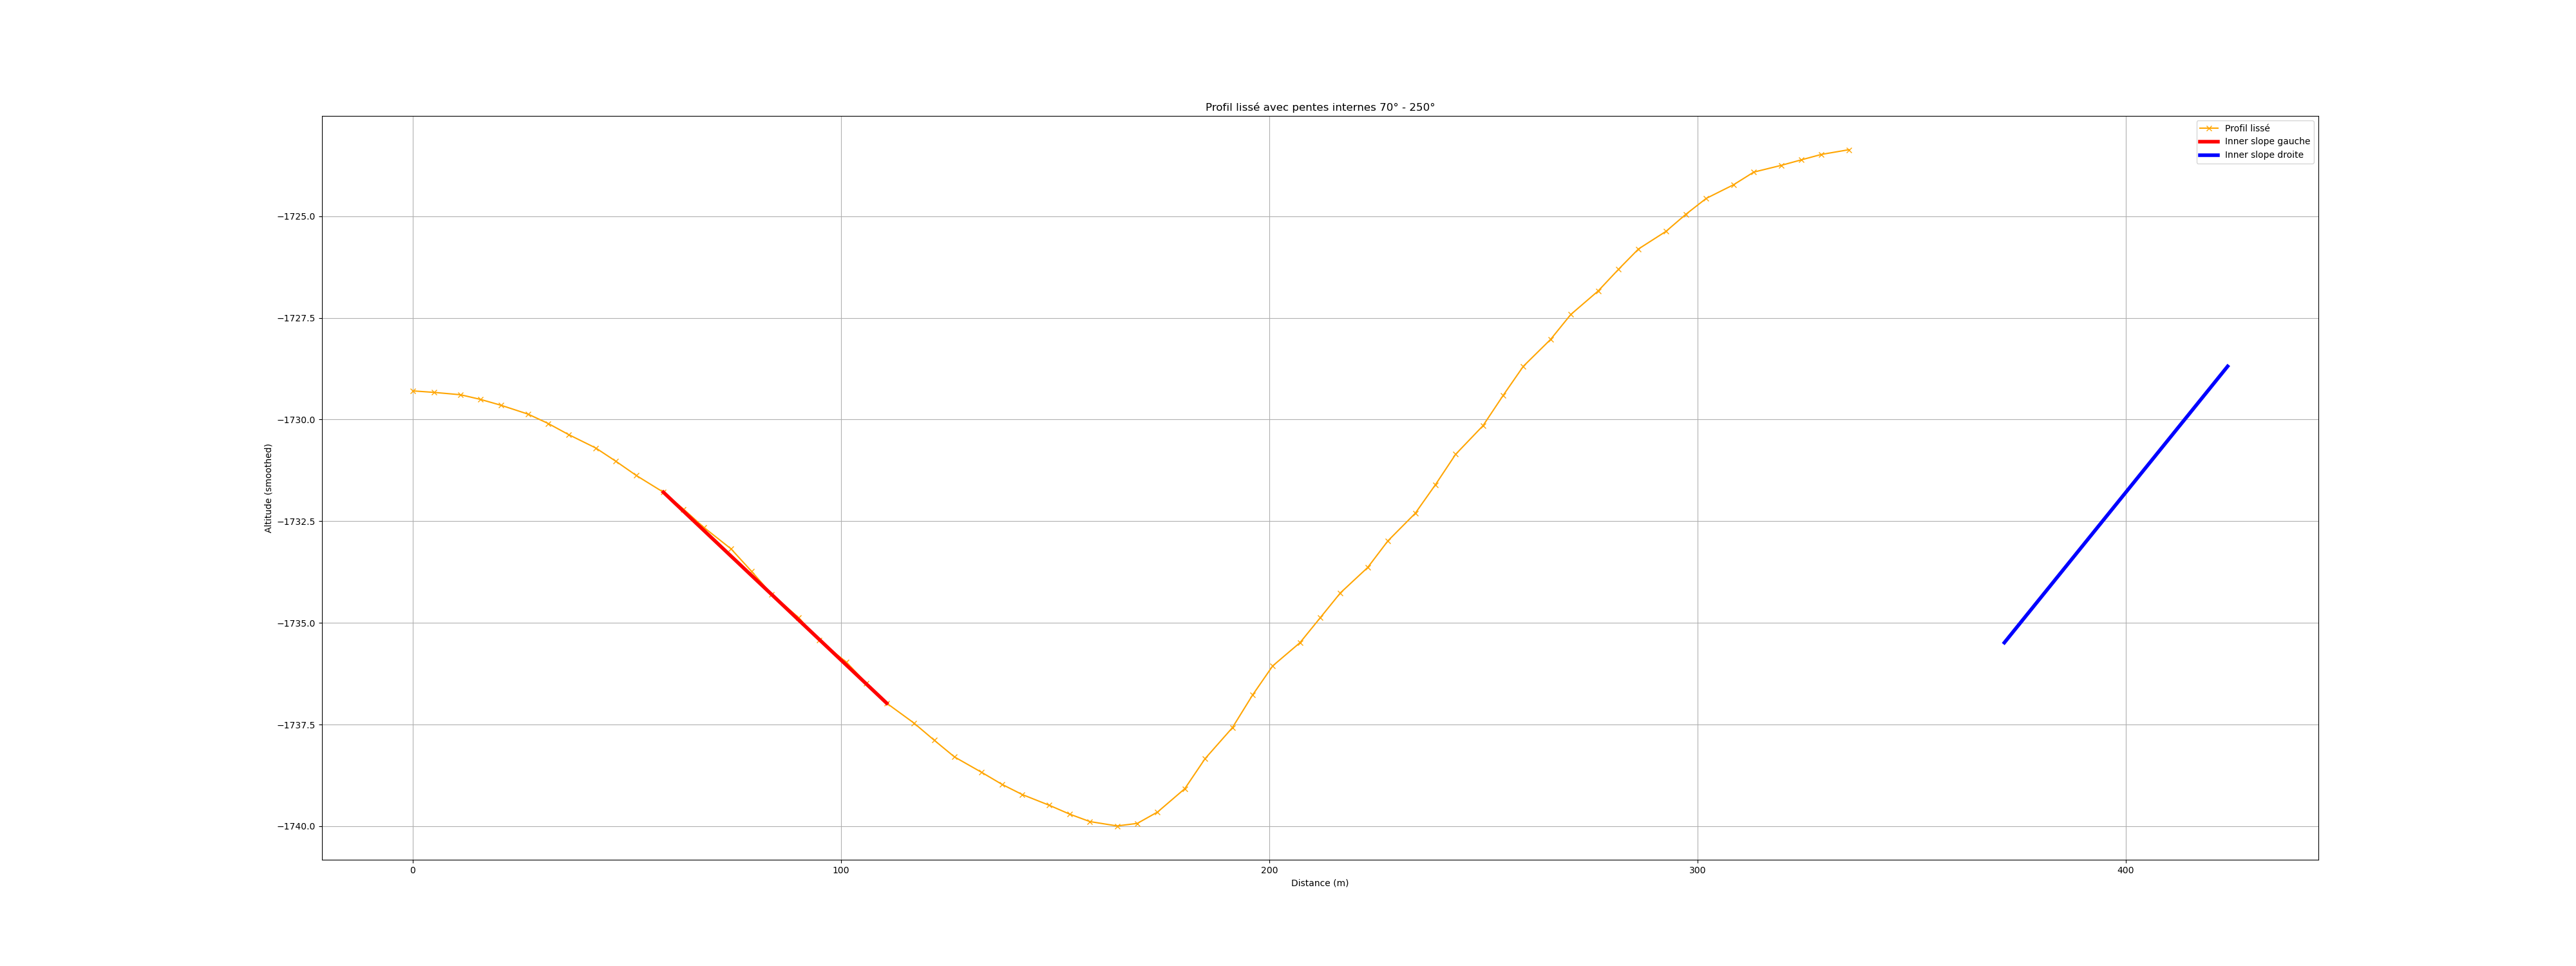 Profil lissé avec pentes internes 70° - 250°
Profil lissé
Inner slope gauche
Inner slope droite
−1725.0
−1727.5
−1730.0
−1732.5
−1735.0
−1737.5
−1740.0
Altitude (smoothed)
0
100
200
300
400
Distance (m)